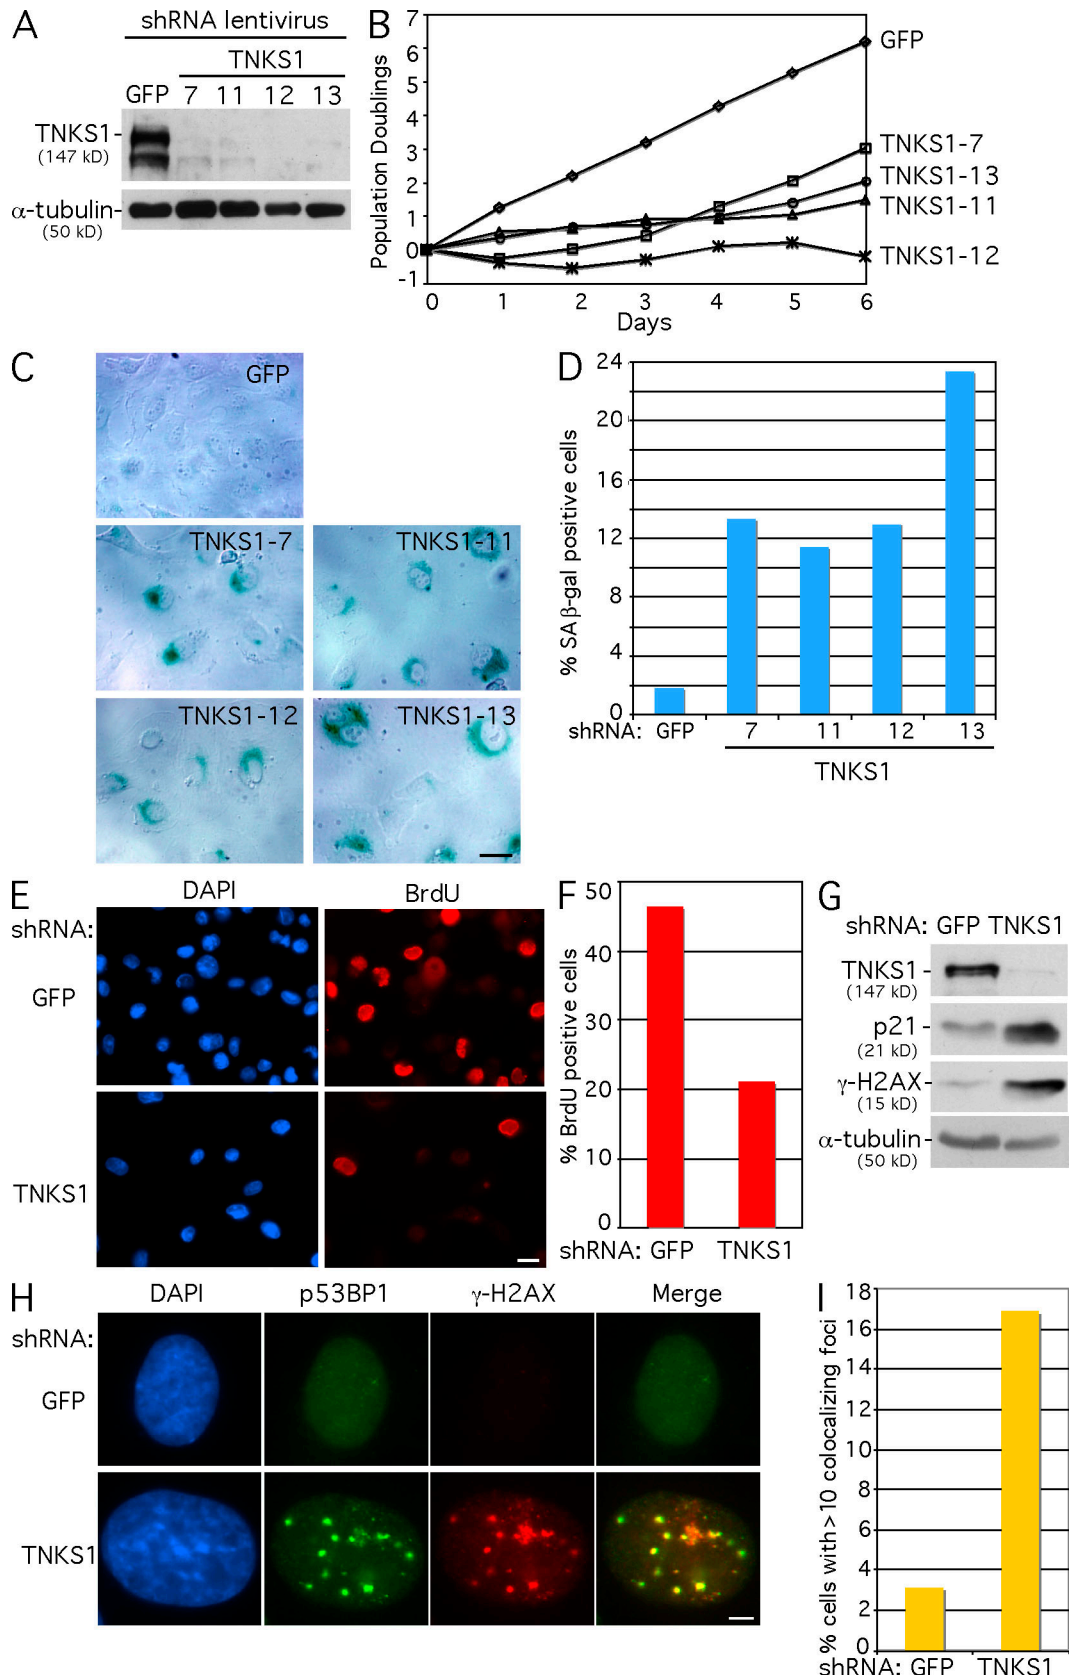 A
shRNA lentivirus
TNKS1
GFP 7 11 12 13
TNKS1
(147 kD)
α-tubulin
(50 kD)
B
Population Doublings
7
6
5
4
3
2
1
0
-1
0 1 2 3 4 5 6
Days
GFP
TNKS1-7
TNKS1-13
TNKS1-11
TNKS1-12
C
GFP
TNKS1-7
TNKS1-11
TNKS1-12
TNKS1-13
D
% SA β-gal positive cells
24
20
16
12
8
4
0
shRNA: GFP 7 11 12 13
TNKS1
E
DAPI BrdU
shRNA:
GFP
TNKS1
F
% BrdU positive cells
50
40
30
20
10
0
shRNA: GFP TNKS1
G
shRNA: GFP TNKS1
TNKS1
(147 kD)
p21
(21 kD)
γ-H2AX
(15 kD)
α-tubulin
(50 kD)
H
DAPI p53BP1 γ-H2AX Merge
shRNA:
GFP
TNKS1
I
% cells with >10 colocalizing foci
18
16
14
12
10
8
6
4
2
0
shRNA: GFP TNKS1